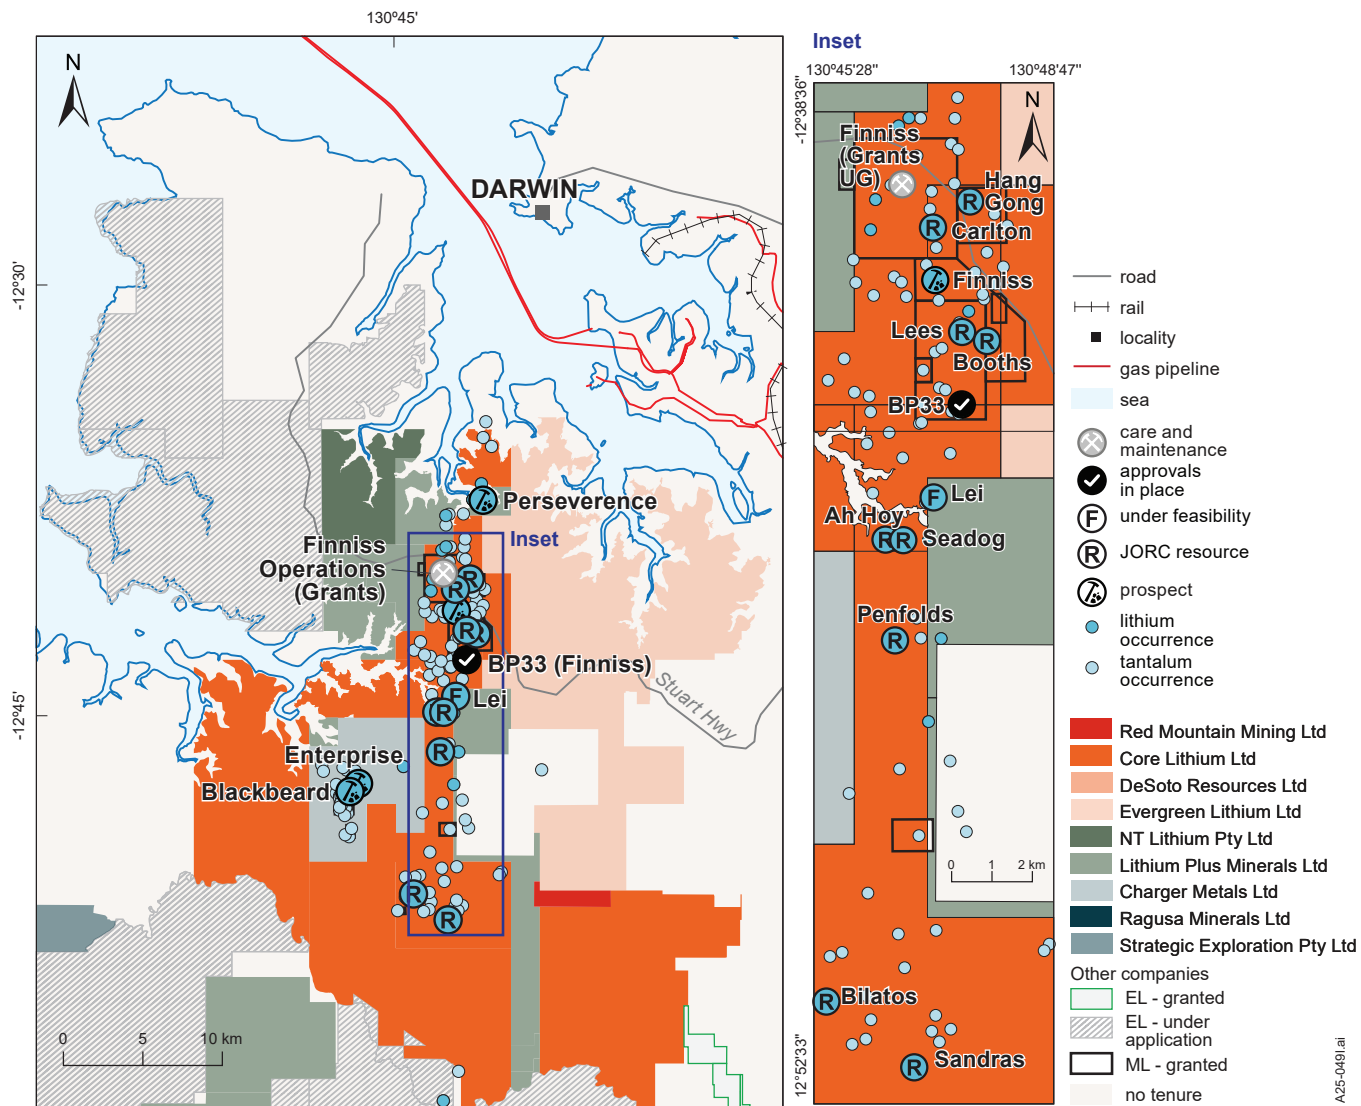 130°45'
Inset
130°45'28"
130°48'47"
-12°38'36"
N
N
DARWIN
Finniss
(Grants
UG)
Hang
Gong
Carlton
Finniss
Lees
R
R
R
R
Booths
BP33
F
Lei
Ah Hoy
R
R
Seadog
Penfolds
R
0
1
2 km
R
Bilatos
R
Sandras
12°52'33"
-12°30'
-12°45'
Perseverence
Inset
Finniss
Operations
(Grants)
R
R
R
R
BP33 (Finniss)
F
Lei
R
R
Stuart Hwy
Enterprise
Blackbeard
R
R
0
5
10 km
road
rail
locality
gas pipeline
sea
care and
maintenance
approvals
in place
F
under feasibility
R
JORC resource
prospect
lithium
occurrence
tantalum
occurrence
Red Mountain Mining Ltd
Core Lithium Ltd
DeSoto Resources Ltd
Evergreen Lithium Ltd
NT Lithium Pty Ltd
Lithium Plus Minerals Ltd
Charger Metals Ltd
Ragusa Minerals Ltd
Strategic Exploration Pty Ltd
Other companies
EL - granted
EL - under
application
ML - granted
no tenure
A25-049l.ai